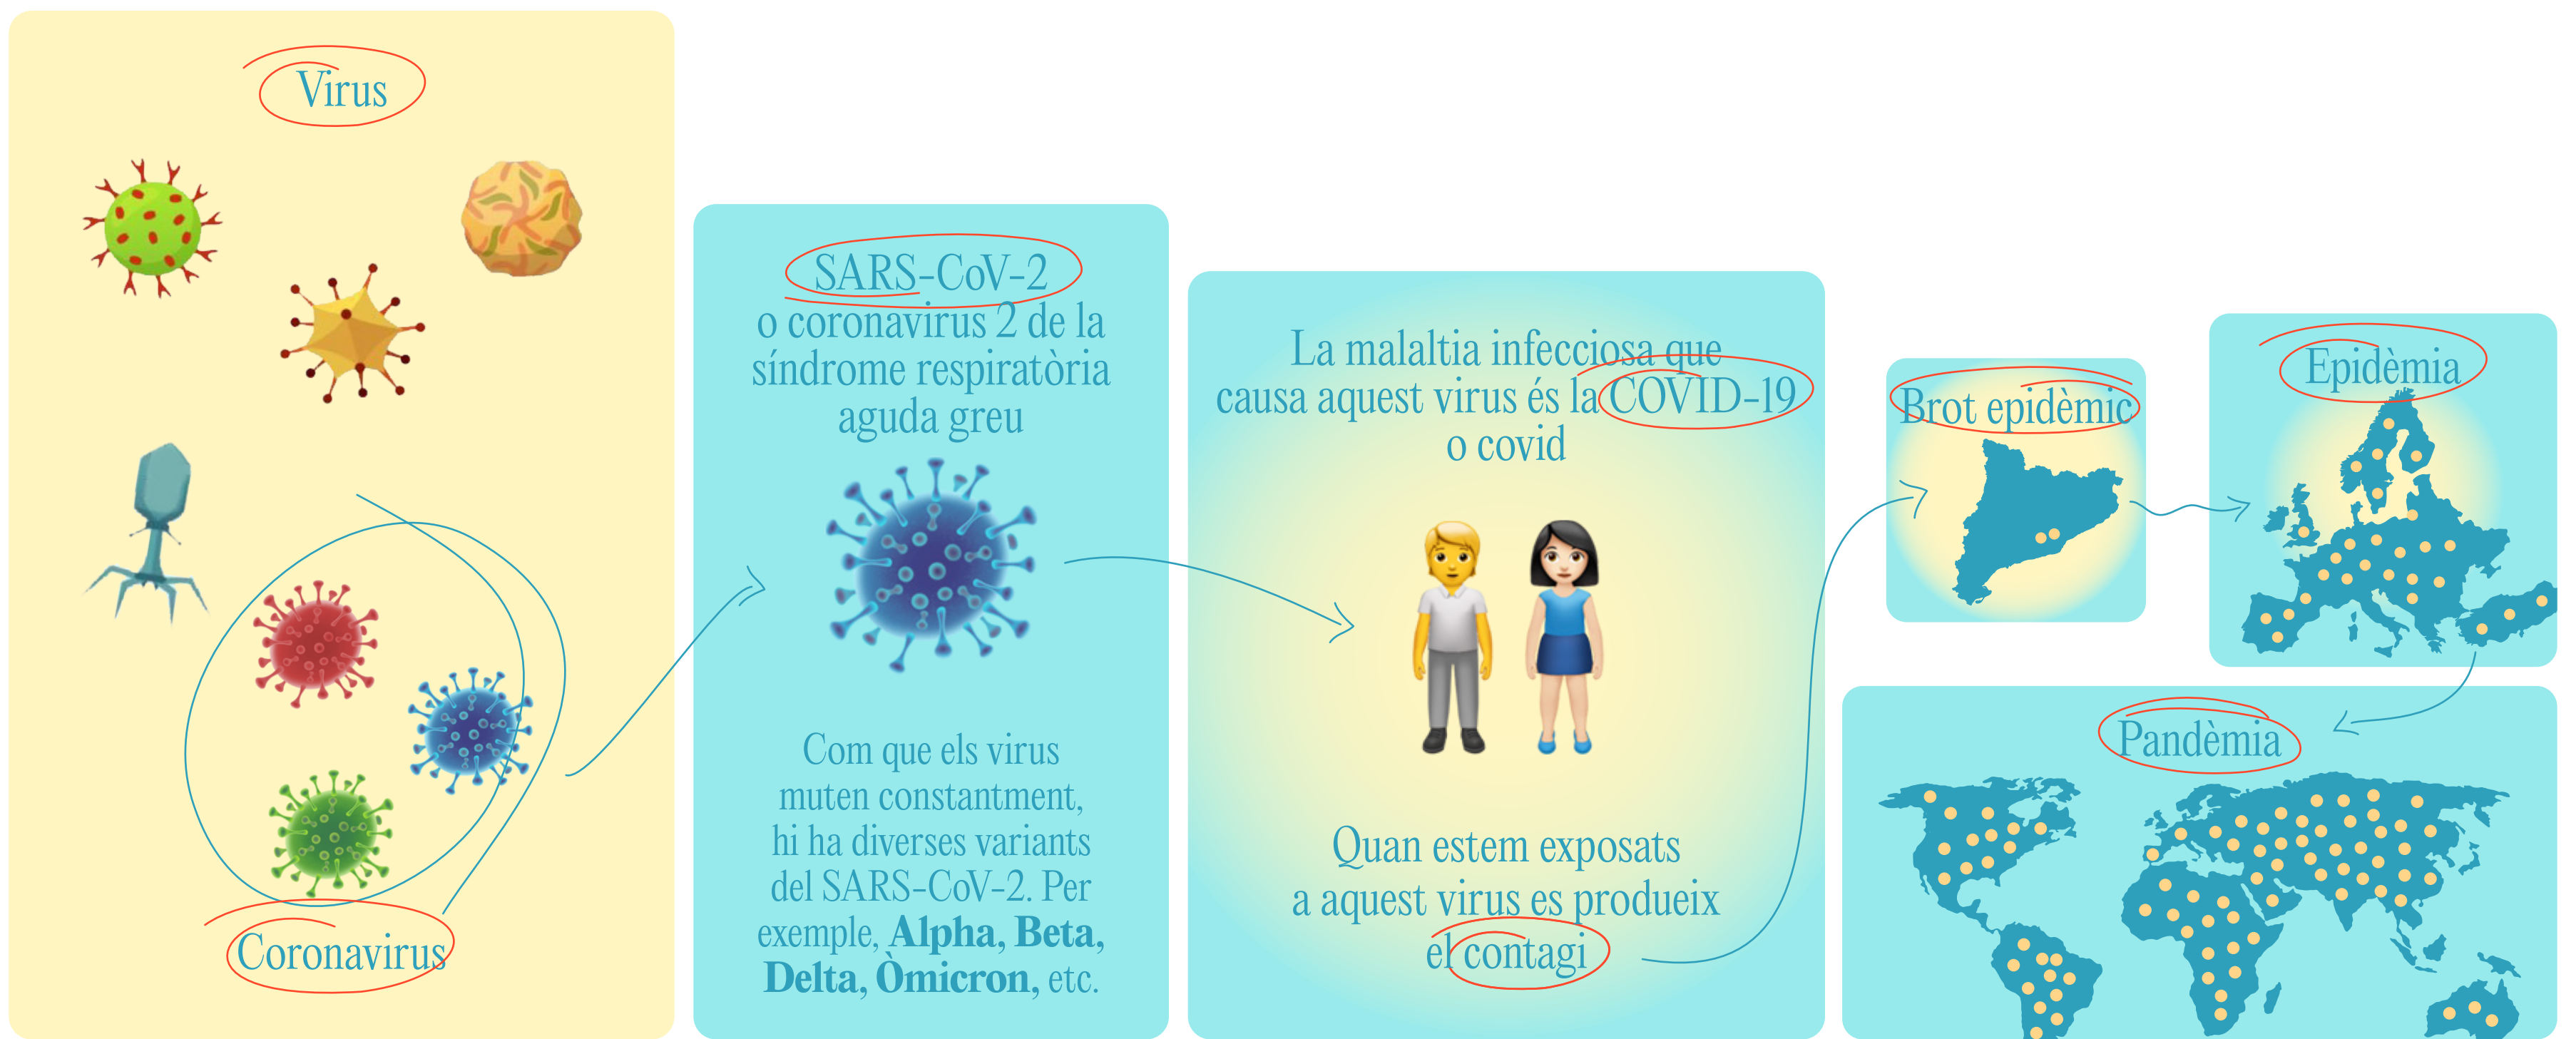 Virus
Coronavirus
SARS-CoV-2
o coronavirus 2 de la
síndrome respiratòria
aguda greu
Com que els virus
muten constantment,
hi ha diverses variants
del SARS-CoV-2. Per
exemple, Alpha, Beta,
Delta, Òmicron, etc.
La malaltia infecciosa que
causa aquest virus és la COVID-19
o covid
Quan estem exposats
a aquest virus es produeix
el contagi
Brot epidèmic
Epidèmia
Pandèmia